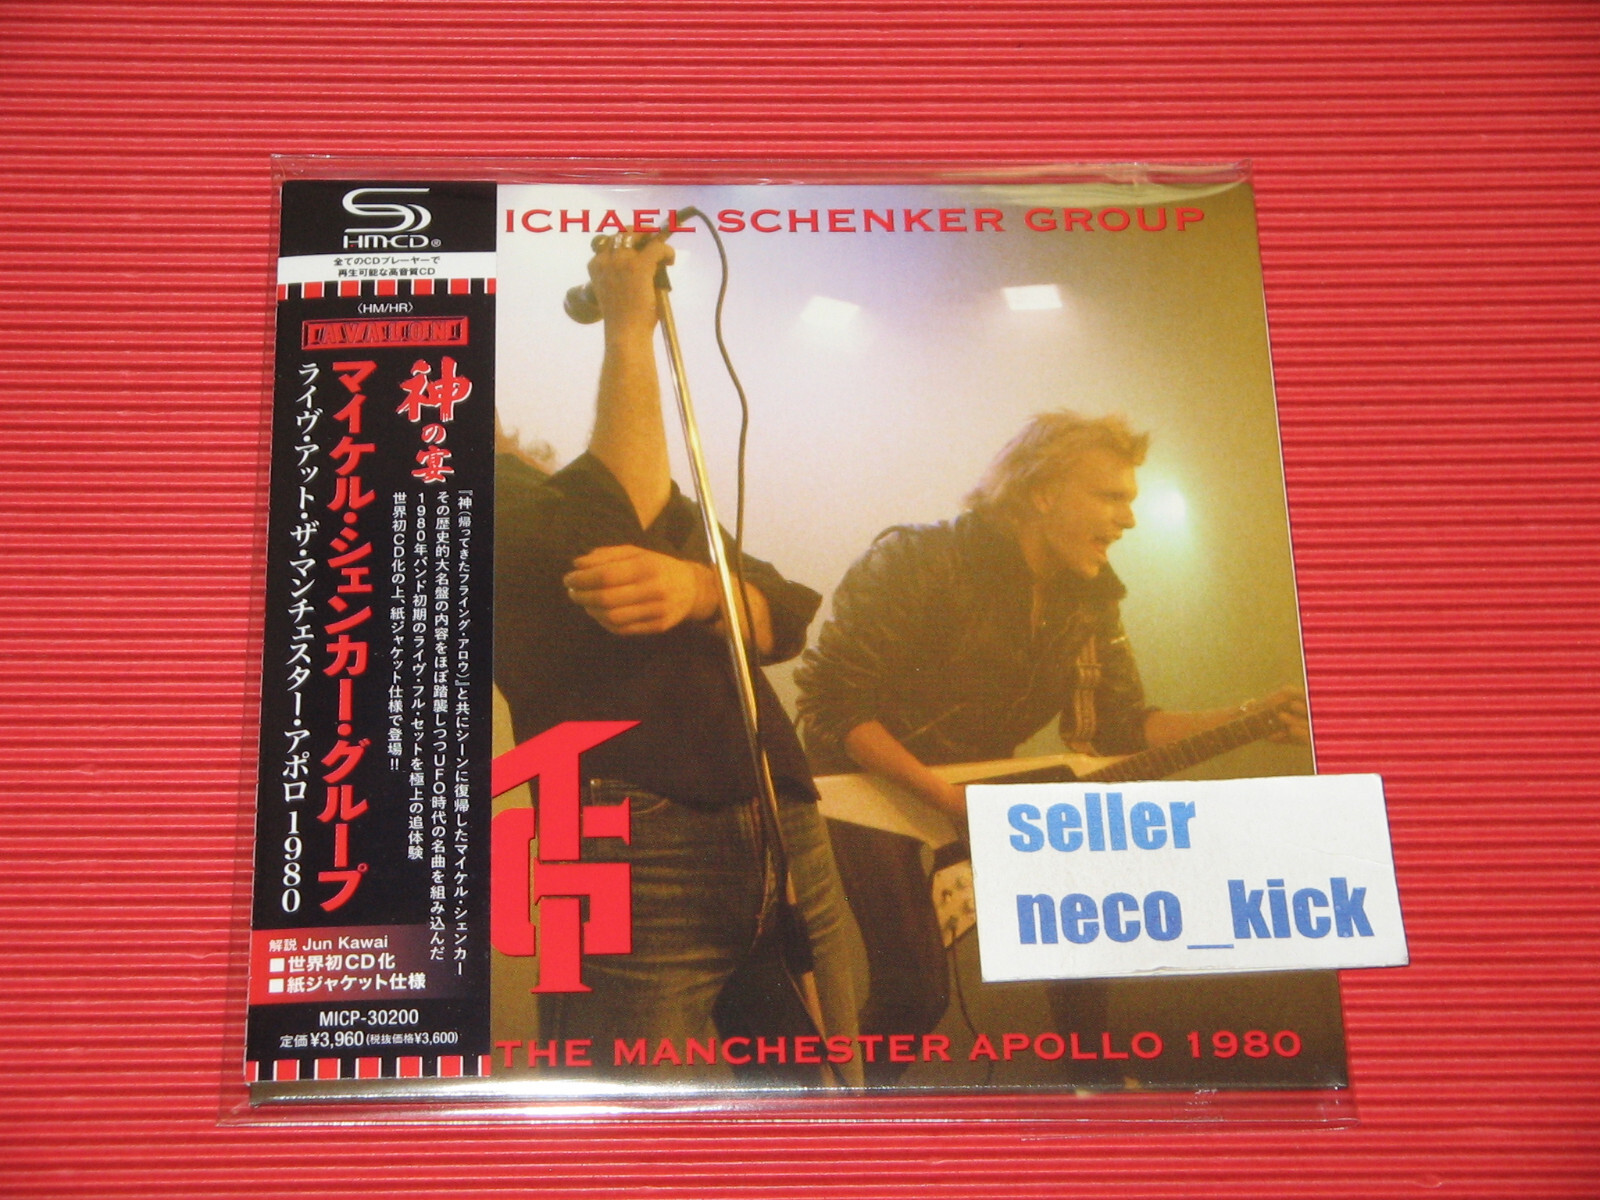 SHM-CD®
全てのCDプレーヤーで
再生可能な高音質CD
〈HM/HR〉
AVALON
神の宴
『神(帰ってきたフライング・アロウ)』と共にシーンに復帰したマイケル・シェンカー
その歴史的大名盤の内容をほぼ踏襲しつつUFO時代の名曲を組み込んだ
1980年バンド初期のライヴ・フル・セットを極上の追体験
世界初CD化の上、紙ジャケット仕様で登場!!
マイケル・シェンカー・グループ
ライヴ・アット・ザ・マンチェスター・アポロ 1980
解説 Jun Kawai
■世界初CD化
■紙ジャケット仕様
MICP-30200
定価¥3,960(税抜価格¥3,600)
ICHAEL SCHENKER GROUP
THE MANCHESTER APOLLO 1980
seller
neco_kick